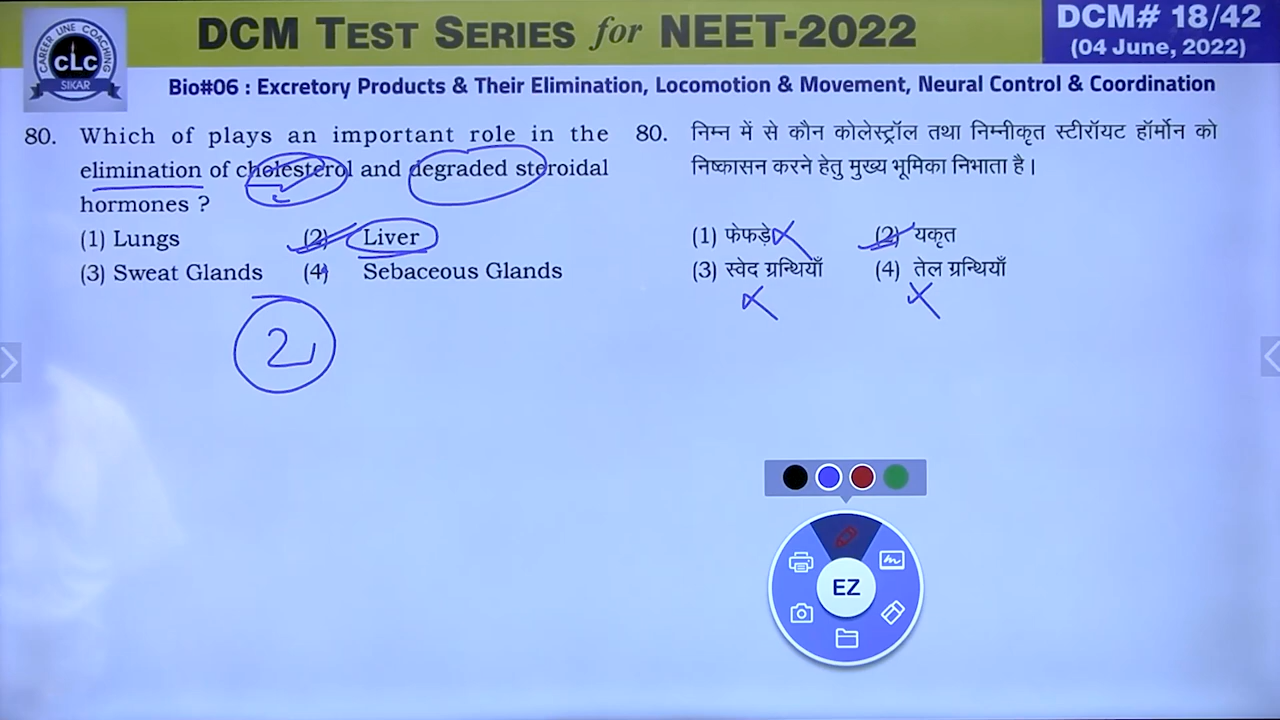 DCM TEST SERIES for NEET-2022
DCM# 18/42
(04 June, 2022)
CAREER LINE COACHING
CLC
SIKAR
Bio#06 : Excretory Products & Their Elimination, Locomotion & Movement, Neural Control & Coordination
80. Which of plays an important role in the
elimination of cholesterol and degraded steroidal
hormones ?
(1) Lungs (2) Liver
(3) Sweat Glands (4) Sebaceous Glands
2
80. निम्न में से कौन कोलेस्ट्रॉल तथा निम्नीकृत स्टीरॉयट हॉर्मोन को
निष्कासन करने हेतु मुख्य भूमिका निभाता है।
(1) फेफड़े (2) यकृत
(3) स्वेद ग्रन्थियाँ (4) तेल ग्रन्थियाँ
EZ